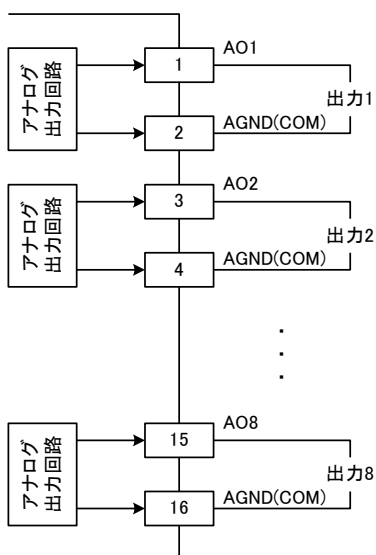 アナログ
出力回路
1
AO1
出力1
2
AGND(COM)
アナログ
出力回路
3
AO2
出力2
4
AGND(COM)
・
・
・
アナログ
出力回路
15
AO8
出力8
16
AGND(COM)